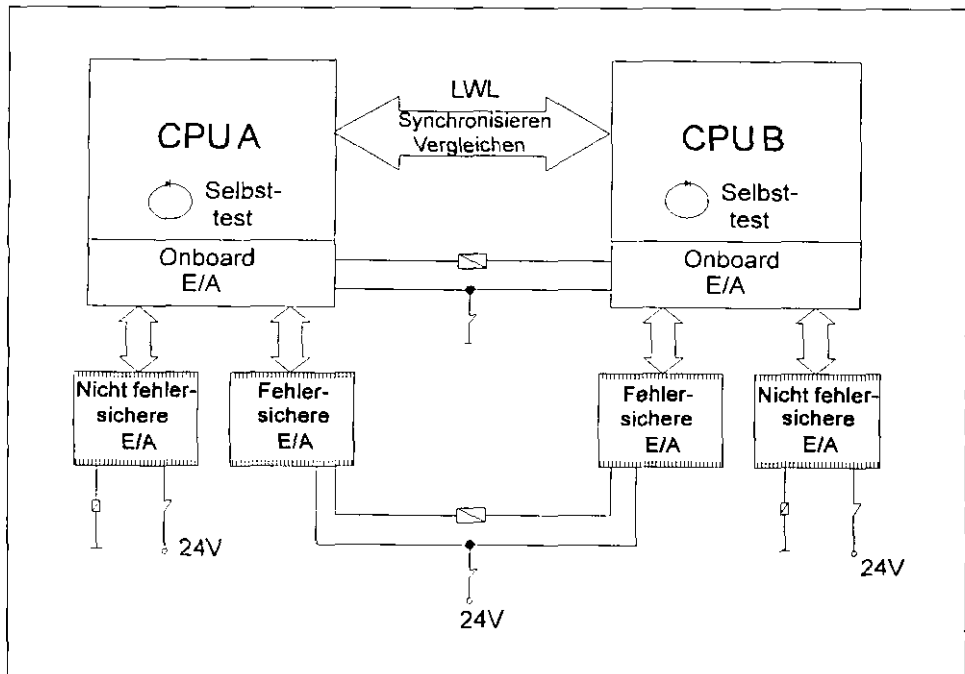 LWL
Synchronisieren
Vergleichen
CPU A
Selbst-
test
Onboard
E/A
CPU B
Selbst-
test
Onboard
E/A
Nicht fehler-
sichere
E/A
Fehler-
sichere
E/A
Fehler-
sichere
E/A
Nicht fehler-
sichere
E/A
24V
24V
24V